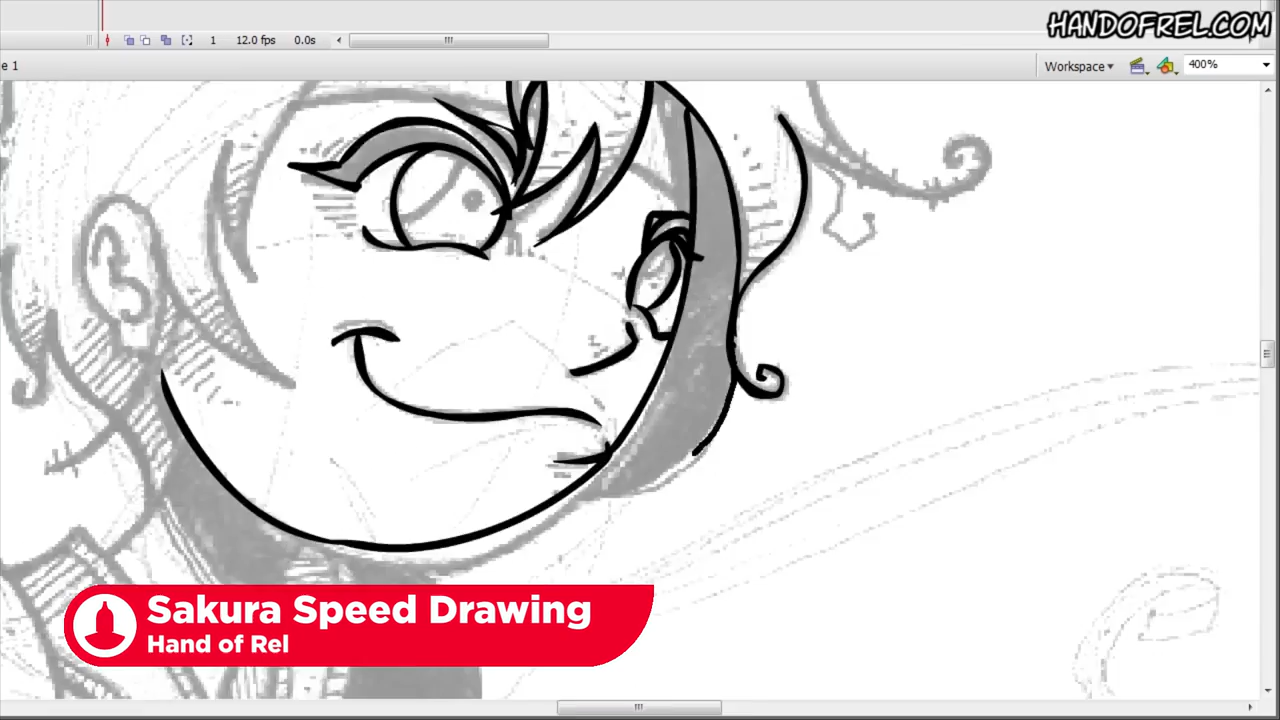 HANDOFREL.COM
1 12.0 fps 0.0s
e 1
Workspace 400%
Sakura Speed Drawing
Hand of Rel